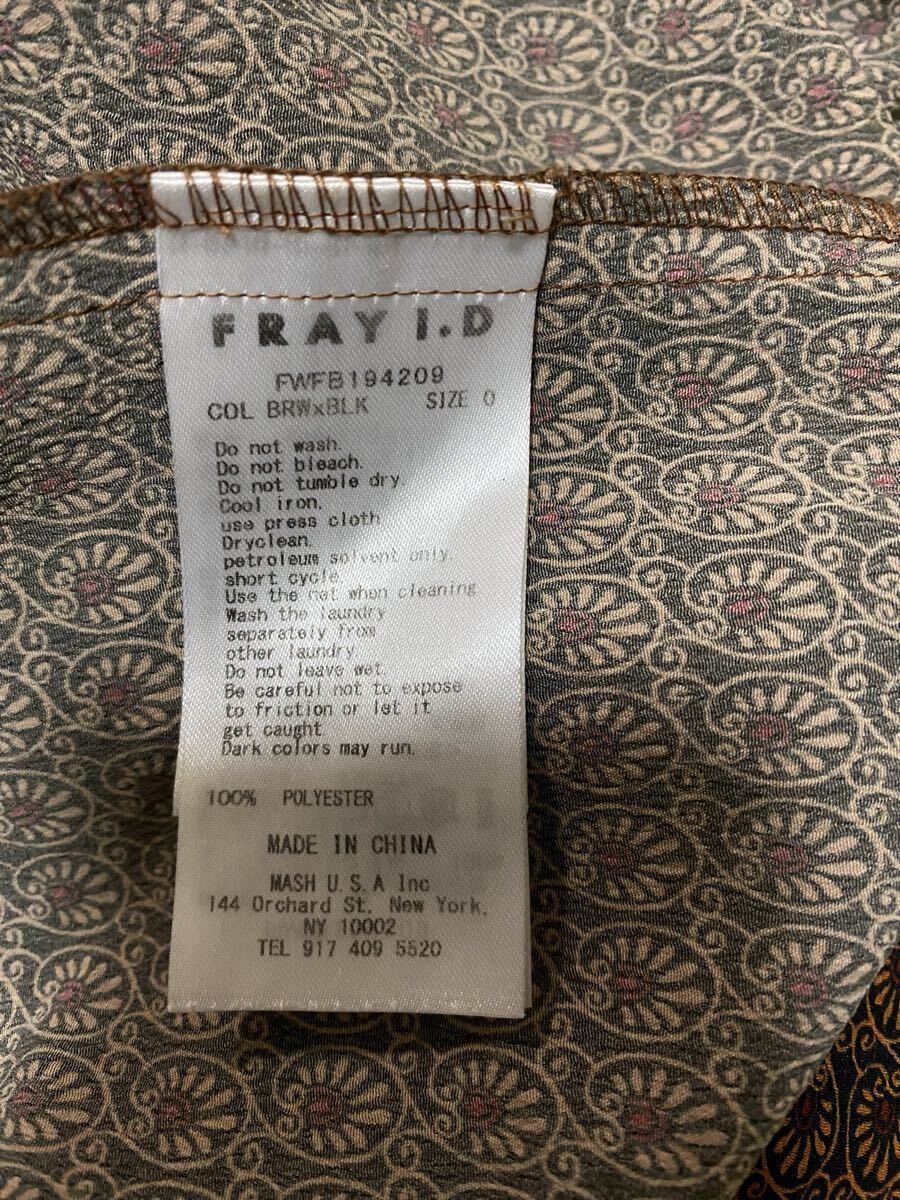 FRAY I.D
FWFB194209
COL BRW×BLK SIZE 0
Do not wash.
Do not bleach.
Do not tumble dry.
Cool iron.
use press cloth
Dryclean.
petroleum solvent only.
short cycle.
Use the net when cleaning
Wash the laundry
separately from
other laundry.
Do not leave wet.
Be careful not to expose
to friction or let it
get caught.
Dark colors may run.
100% POLYESTER
MADE IN CHINA
MASH U.S.A Inc
144 Orchard St. New York,
NY 10002
TEL 917 409 5520